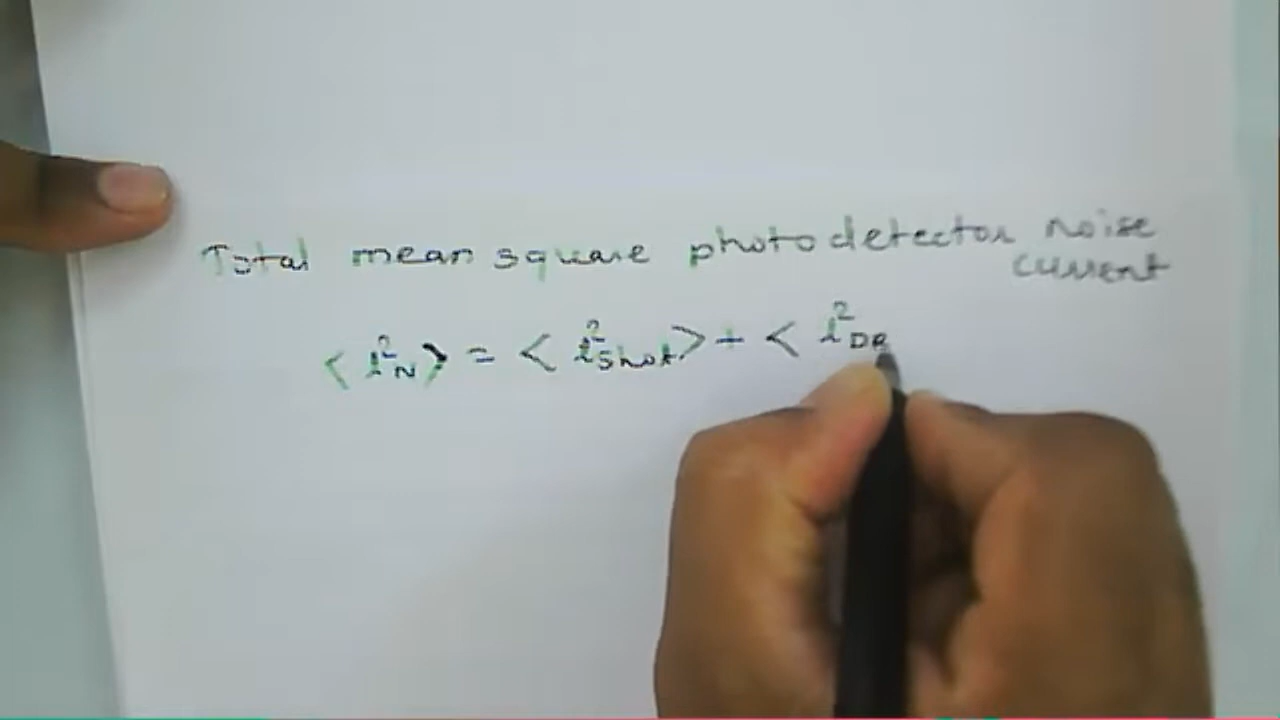 Total mean square photodetector noise
current
< i²N > = < i²Shot > + < i²DB